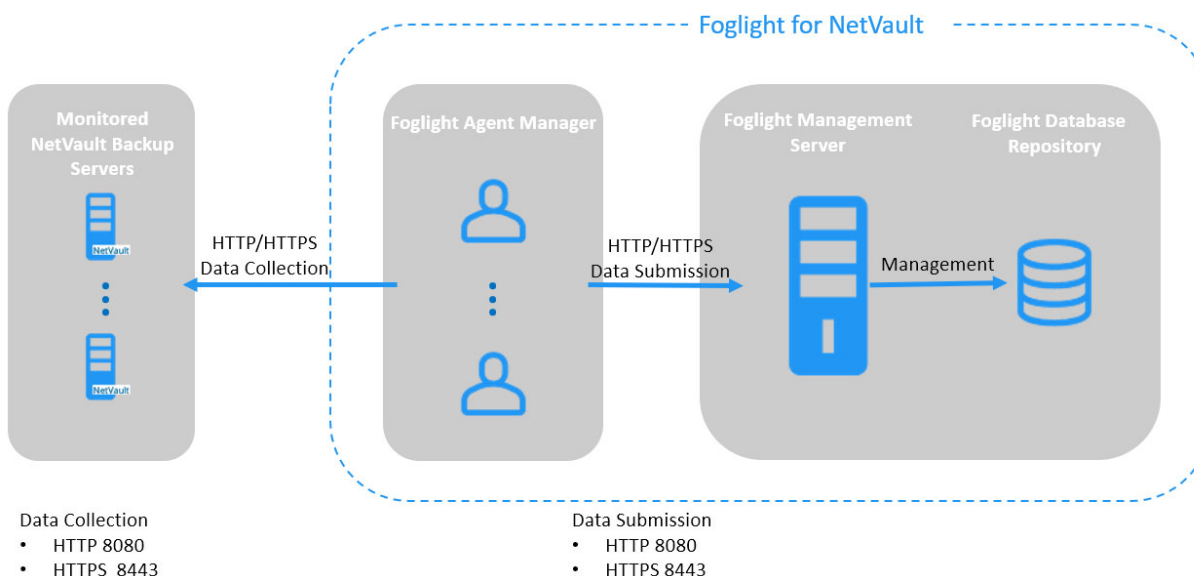 Foglight for NetVault
Monitored
NetVault Backup
Servers
NetVault
NetVault
HTTP/HTTPS
Data Collection
Foglight Agent Manager
HTTP/HTTPS
Data Submission
Foglight Management
Server
Management
Foglight Database
Repository
Data Collection
• HTTP 8080
• HTTPS 8443
Data Submission
• HTTP 8080
• HTTPS 8443